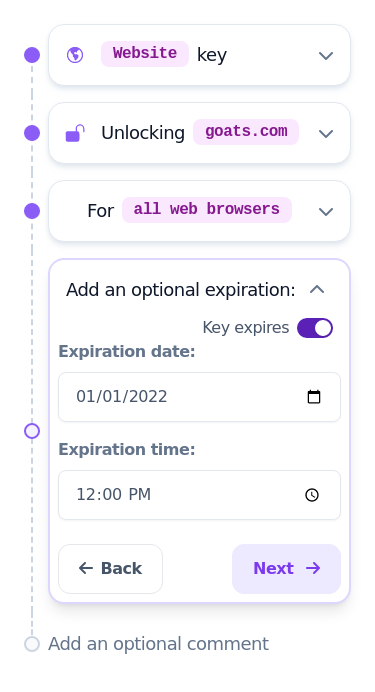 Website key
Unlocking goats.com
For all web browsers
Add an optional expiration:
Key expires
Expiration date:
01/01/2022
Expiration time:
12:00 PM
← Back Next →
Add an optional comment